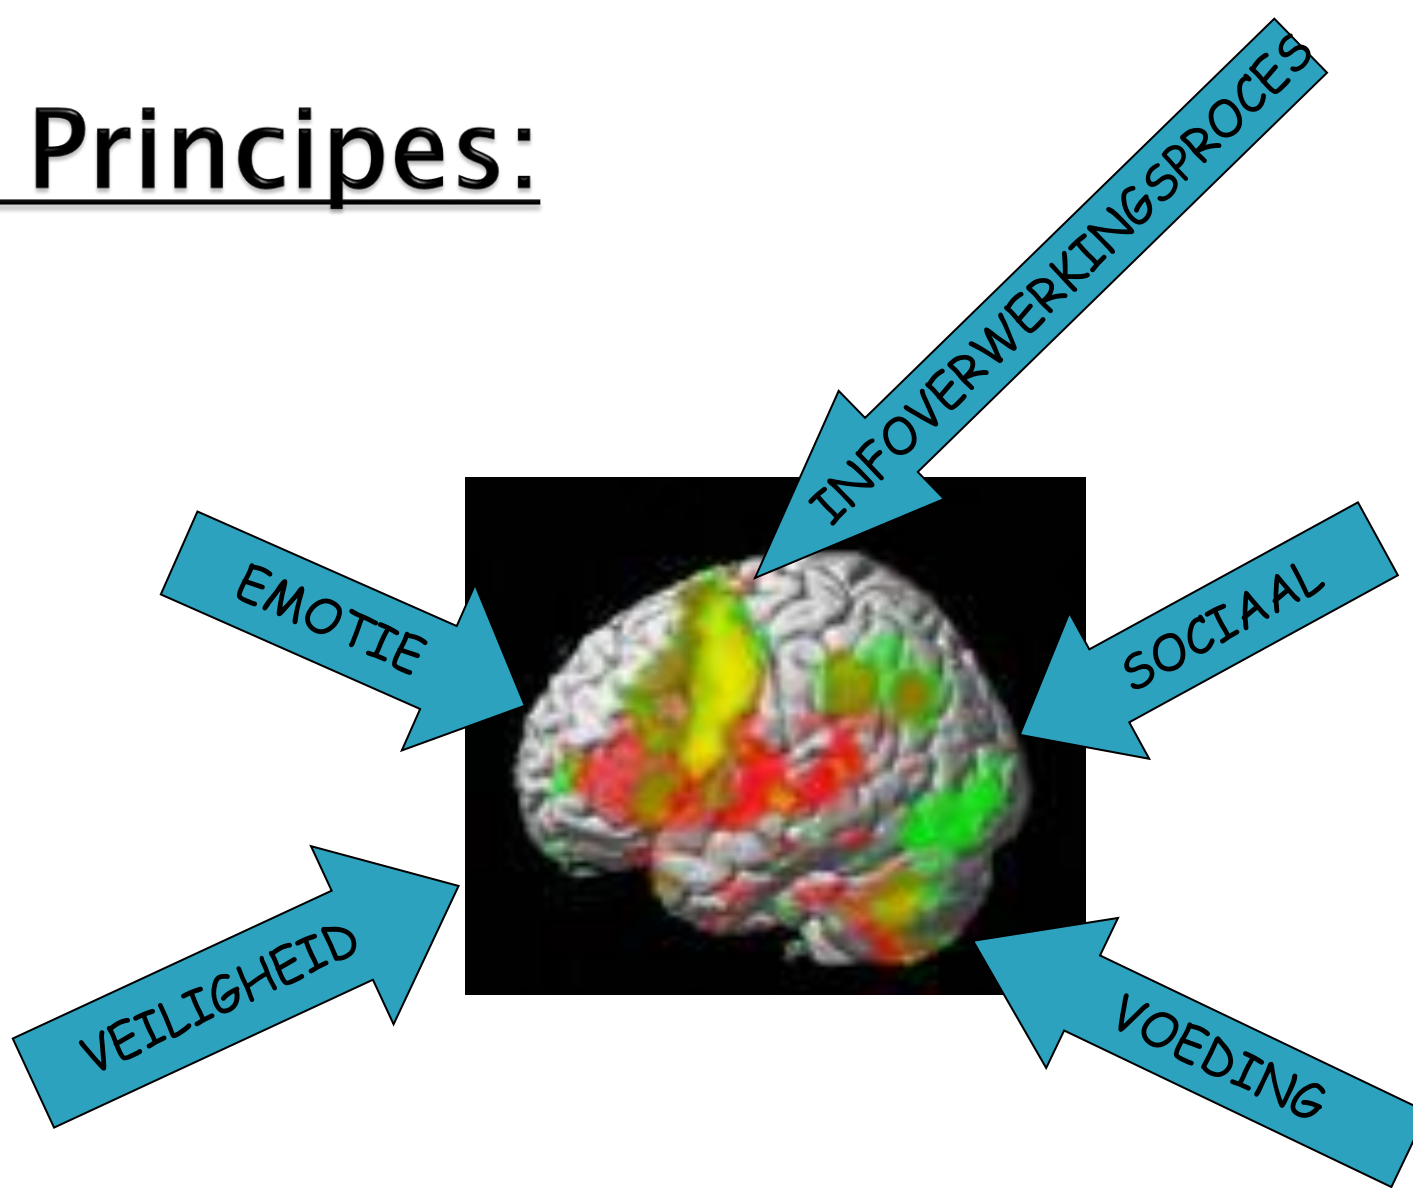 Principes:
INFOVERWERKINGSPROCES
EMOTIE
SOCIAAL
VEILIGHEID
VOEDING